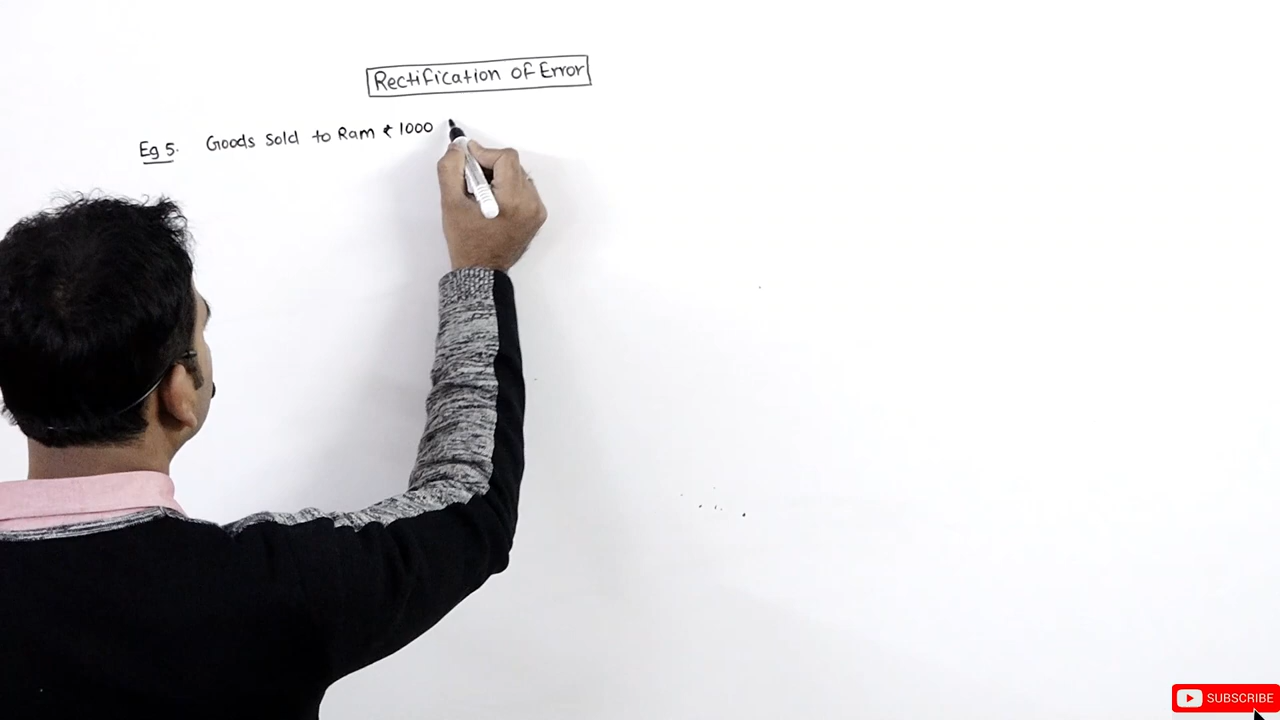 Rectification of Error
Eg 5. Goods sold to Ram ₹ 1000
SUBSCRIBE